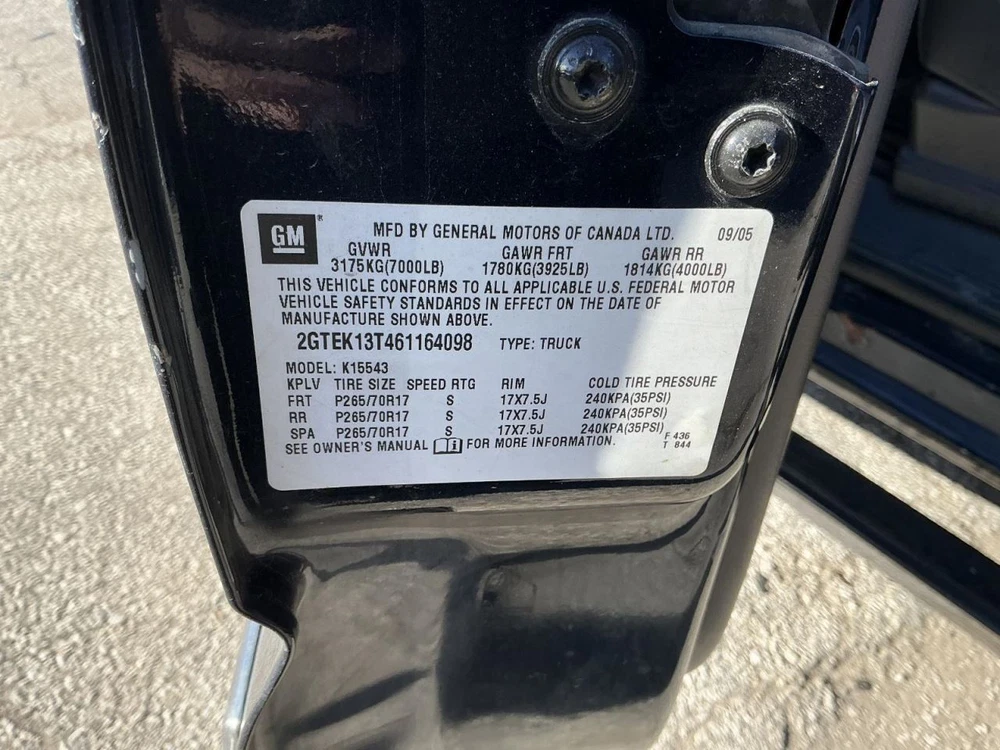 GM®
MFD BY GENERAL MOTORS OF CANADA LTD. 09/05
GVWR GAWR FRT GAWR RR
3175KG(7000LB) 1780KG(3925LB) 1814KG(4000LB)
THIS VEHICLE CONFORMS TO ALL APPLICABLE U.S. FEDERAL MOTOR
VEHICLE SAFETY STANDARDS IN EFFECT ON THE DATE OF
MANUFACTURE SHOWN ABOVE.
2GTEK13T461164098 TYPE: TRUCK
MODEL: K15543
KPLV TIRE SIZE SPEED RTG RIM COLD TIRE PRESSURE
FRT P265/70R17 S 17X7.5J 240KPA(35PSI)
RR P265/70R17 S 17X7.5J 240KPA(35PSI)
SPA P265/70R17 S 17X7.5J 240KPA(35PSI)
SEE OWNER'S MANUAL FOR MORE INFORMATION.
F 436
T 844